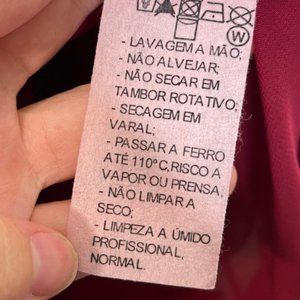 W
- LAVAGEM A MÃO;
- NÃO ALVEJAR;
- NÃO SECAR EM
TAMBOR ROTATIVO;
- SECAGEM EM
VARAL;
- PASSAR A FERRO
ATÉ 110°C,RISCO A
VAPOR OU PRENSA;
- NÃO LIMPAR A
SECO;
- LIMPEZA A ÚMIDO
PROFISSIONAL,
NORMAL.